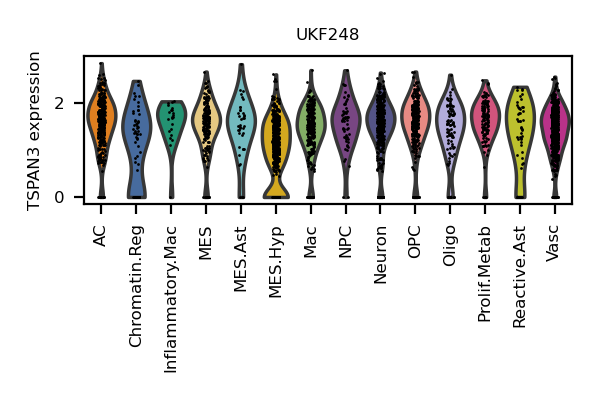 UKF248
TSPAN3 expression
2
0
AC
Chromatin.Reg
Inflammatory.Mac
MES
MES.Ast
MES.Hyp
Mac
NPC
Neuron
OPC
Oligo
Prolif.Metab
Reactive.Ast
Vasc